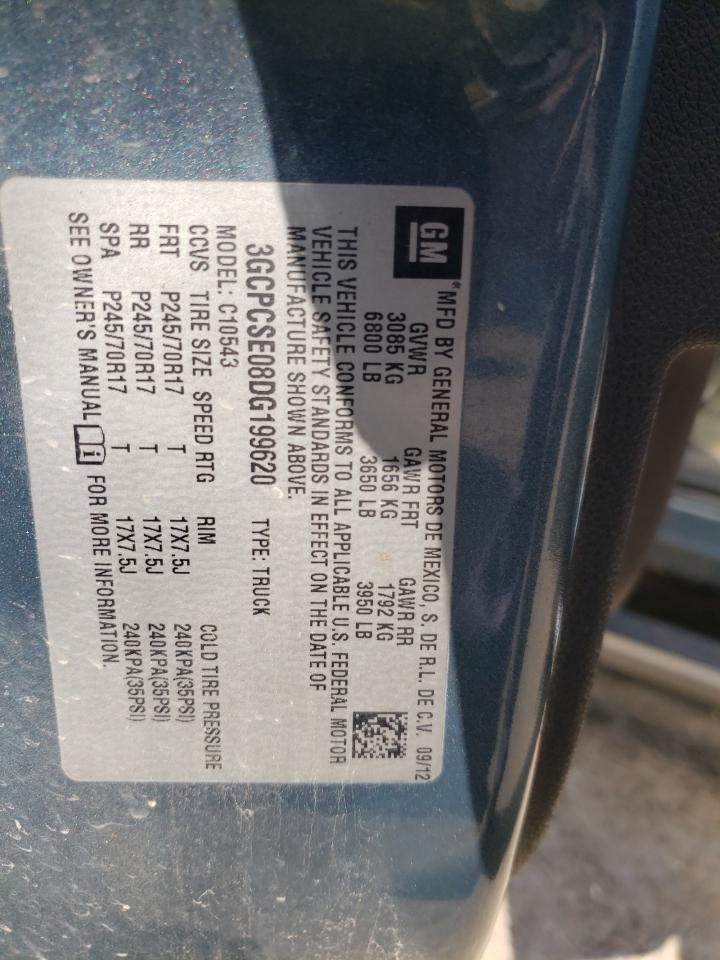 GM
® MFD BY GENERAL MOTORS DE MEXICO, S. DE R.L. DE C.V. 09/12
GVWR GAWR FRT GAWR RR
3085 KG 1656 KG 1792 KG
6800 LB 3650 LB 3950 LB
THIS VEHICLE CONFORMS TO ALL APPLICABLE U.S. FEDERAL MOTOR
VEHICLE SAFETY STANDARDS IN EFFECT ON THE DATE OF
MANUFACTURE SHOWN ABOVE.
3GCPCSE08DG199620 TYPE: TRUCK
MODEL: C10543
CCVS TIRE SIZE SPEED RTG RIM COLD TIRE PRESSURE
FRT P245/70R17 T 17X7.5J 240KPA(35PSI)
RR P245/70R17 T 17X7.5J 240KPA(35PSI)
SPA P245/70R17 T 17X7.5J 240KPA(35PSI)
SEE OWNER'S MANUAL i FOR MORE INFORMATION.